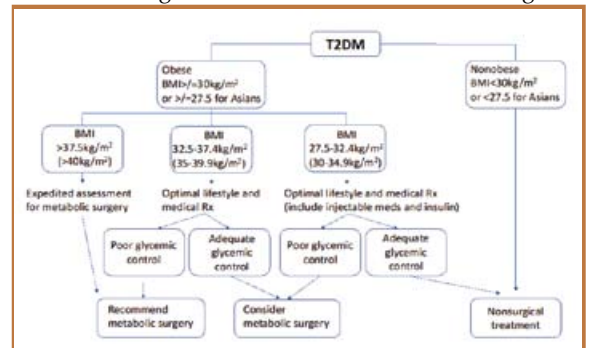 T2DM
Obese
BMI>/=30kg/m²
or >/=27.5 for Asians
Nonobese
BMI<30kg/m²
or <27.5 for Asians
BMI
>37.5kg/m²
(>40kg/m²)
BMI
32.5-37.4kg/m²
(35-39.9kg/m²)
BMI
27.5-32.4kg/m²
(30-34.9kg/m²)
Expedited assessment
for metabolic surgery
Optimal lifestyle and
medical Rx
Optimal lifestyle and medical Rx
(include injectable meds and insulin)
Poor glycemic
control
Adequate
glycemic
control
Poor glycemic
control
Adequate
glycemic
control
Recommend
metabolic surgery
Consider
metabolic surgery
Nonsurgical
treatment